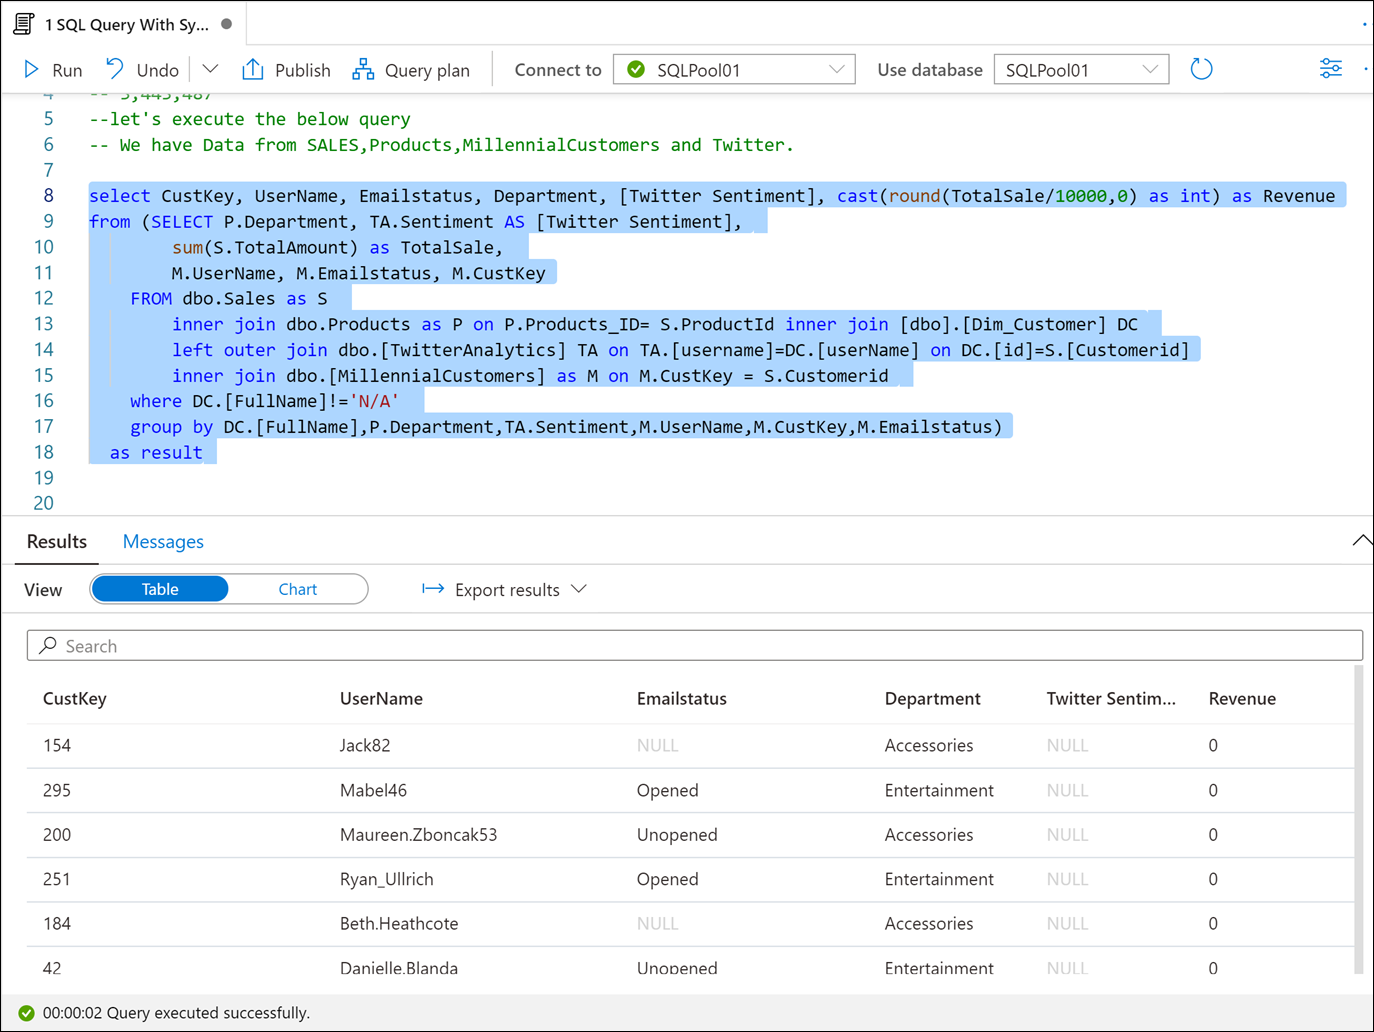 1 SQL Query With Sy...
Run Undo Publish Query plan Connect to SQLPool01 Use database SQLPool01
4 -- 3,443,487
5 --let's execute the below query
6 -- We have Data from SALES,Products,MillennialCustomers and Twitter.
7
8 select CustKey, UserName, Emailstatus, Department, [Twitter Sentiment], cast(round(TotalSale/10000,0) as int) as Revenue
9 from (SELECT P.Department, TA.Sentiment AS [Twitter Sentiment],
10 sum(S.TotalAmount) as TotalSale,
11 M.UserName, M.Emailstatus, M.CustKey
12 FROM dbo.Sales as S
13 inner join dbo.Products as P on P.Products_ID= S.ProductId inner join [dbo].[Dim_Customer] DC
14 left outer join dbo.[TwitterAnalytics] TA on TA.[username]=DC.[userName] on DC.[id]=S.[Customerid]
15 inner join dbo.[MillennialCustomers] as M on M.CustKey = S.Customerid
16 where DC.[FullName]!='N/A'
17 group by DC.[FullName],P.Department,TA.Sentiment,M.UserName,M.CustKey,M.Emailstatus)
18 as result
19
20
Results Messages
View Table Chart Export results
Search
CustKey UserName Emailstatus Department Twitter Sentim... Revenue
154 Jack82 NULL Accessories NULL 0
295 Mabel46 Opened Entertainment NULL 0
200 Maureen.Zboncak53 Unopened Accessories NULL 0
251 Ryan_Ullrich Opened Entertainment NULL 0
184 Beth.Heathcote NULL Accessories NULL 0
42 Danielle.Blanda Unopened Entertainment NULL 0
00:00:02 Query executed successfully.